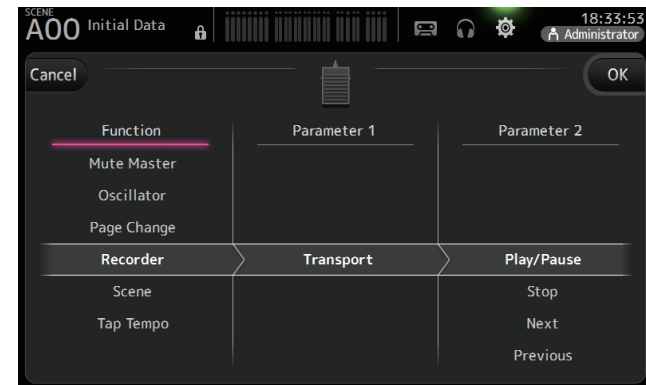 SCENE
A00 Initial Data
18:33:53
Administrator
Cancel
OK
Function Parameter 1 Parameter 2
Mute Master
Oscillator
Page Change
Recorder Transport Play/Pause
Scene Stop
Tap Tempo Next
Previous